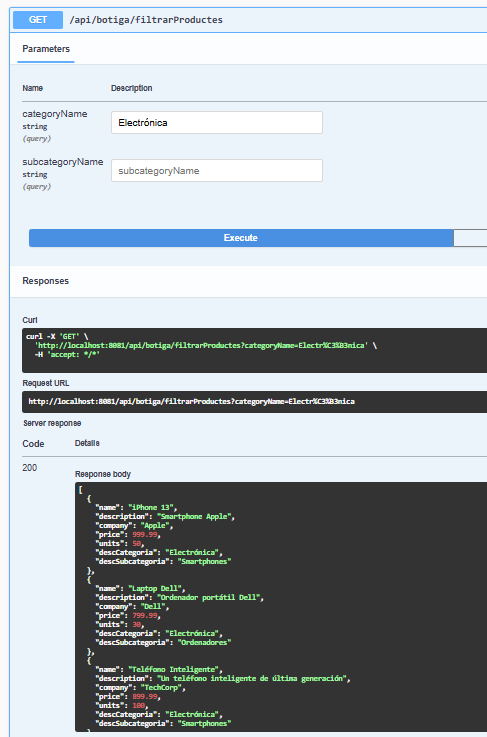 GET /api/botiga/filtrarProductes
Parameters
Name Description
categoryName
string
(query)
Electrónica
subcategoryName
string
(query)
subcategoryName
Execute
Responses
Curl
curl -X 'GET' \
'http://localhost:8081/api/botiga/filtrarProductes?categoryName=Electr%C3%B3nica' \
-H 'accept: */*'
Request URL
http://localhost:8081/api/botiga/filtrarProductes?categoryName=Electr%C3%B3nica
Server response
Code Details
200
Response body
[
{
"name": "iPhone 13",
"description": "Smartphone Apple",
"company": "Apple",
"price": 999.99,
"units": 50,
"descCategoria": "Electrónica",
"descSubcategoria": "Smartphones"
},
{
"name": "Laptop Dell",
"description": "Ordenador portátil Dell",
"company": "Dell",
"price": 799.99,
"units": 30,
"descCategoria": "Electrónica",
"descSubcategoria": "Ordenadores"
},
{
"name": "Teléfono Inteligente",
"description": "Un teléfono inteligente de última generación",
"company": "TechCorp",
"price": 899.99,
"units": 100,
"descCategoria": "Electrónica",
"descSubcategoria": "Smartphones"
},